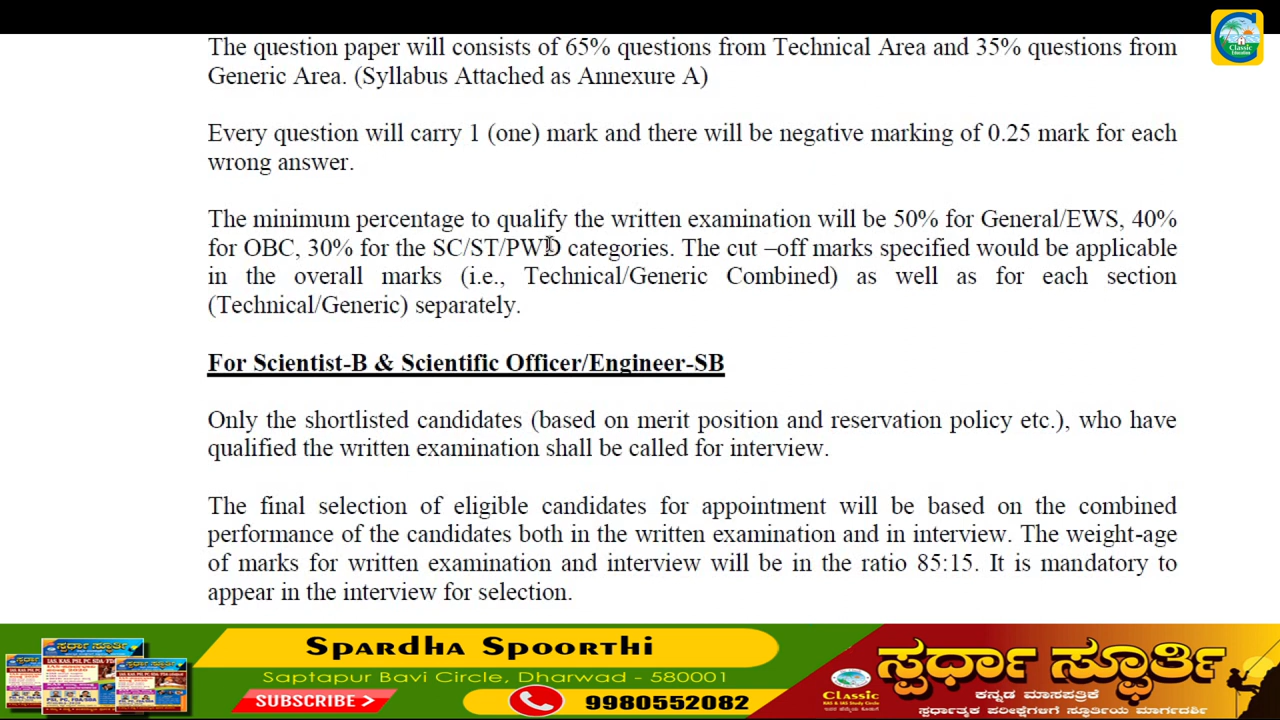 The question paper will consists of 65% questions from Technical Area and 35% questions from
Generic Area. (Syllabus Attached as Annexure A)
Every question will carry 1 (one) mark and there will be negative marking of 0.25 mark for each
wrong answer.
The minimum percentage to qualify the written examination will be 50% for General/EWS, 40%
for OBC, 30% for the SC/ST/PWD categories. The cut –off marks specified would be applicable
in the overall marks (i.e., Technical/Generic Combined) as well as for each section
(Technical/Generic) separately.
For Scientist-B & Scientific Officer/Engineer-SB
Only the shortlisted candidates (based on merit position and reservation policy etc.), who have
qualified the written examination shall be called for interview.
The final selection of eligible candidates for appointment will be based on the combined
performance of the candidates both in the written examination and in interview. The weight-age
of marks for written examination and interview will be in the ratio 85:15. It is mandatory to
appear in the interview for selection.
Classic
Education
Spardha Spoorthi
Saptapur Bavi Circle, Dharwad - 580001
SUBSCRIBE
9980552082
ಸ್ಪರ್ಧಾ ಸ್ಫೂರ್ತಿ
CLASSIC
ಕನ್ನಡ ಮಾಸಪತ್ರಿಕೆ
ಸ್ಪರ್ಧಾತ್ಮಕ ಪರೀಕ್ಷೆಗಳಿಗೆ ಸ್ಫೂರ್ತಿಯ ಮಾರ್ಗದರ್ಶಿ